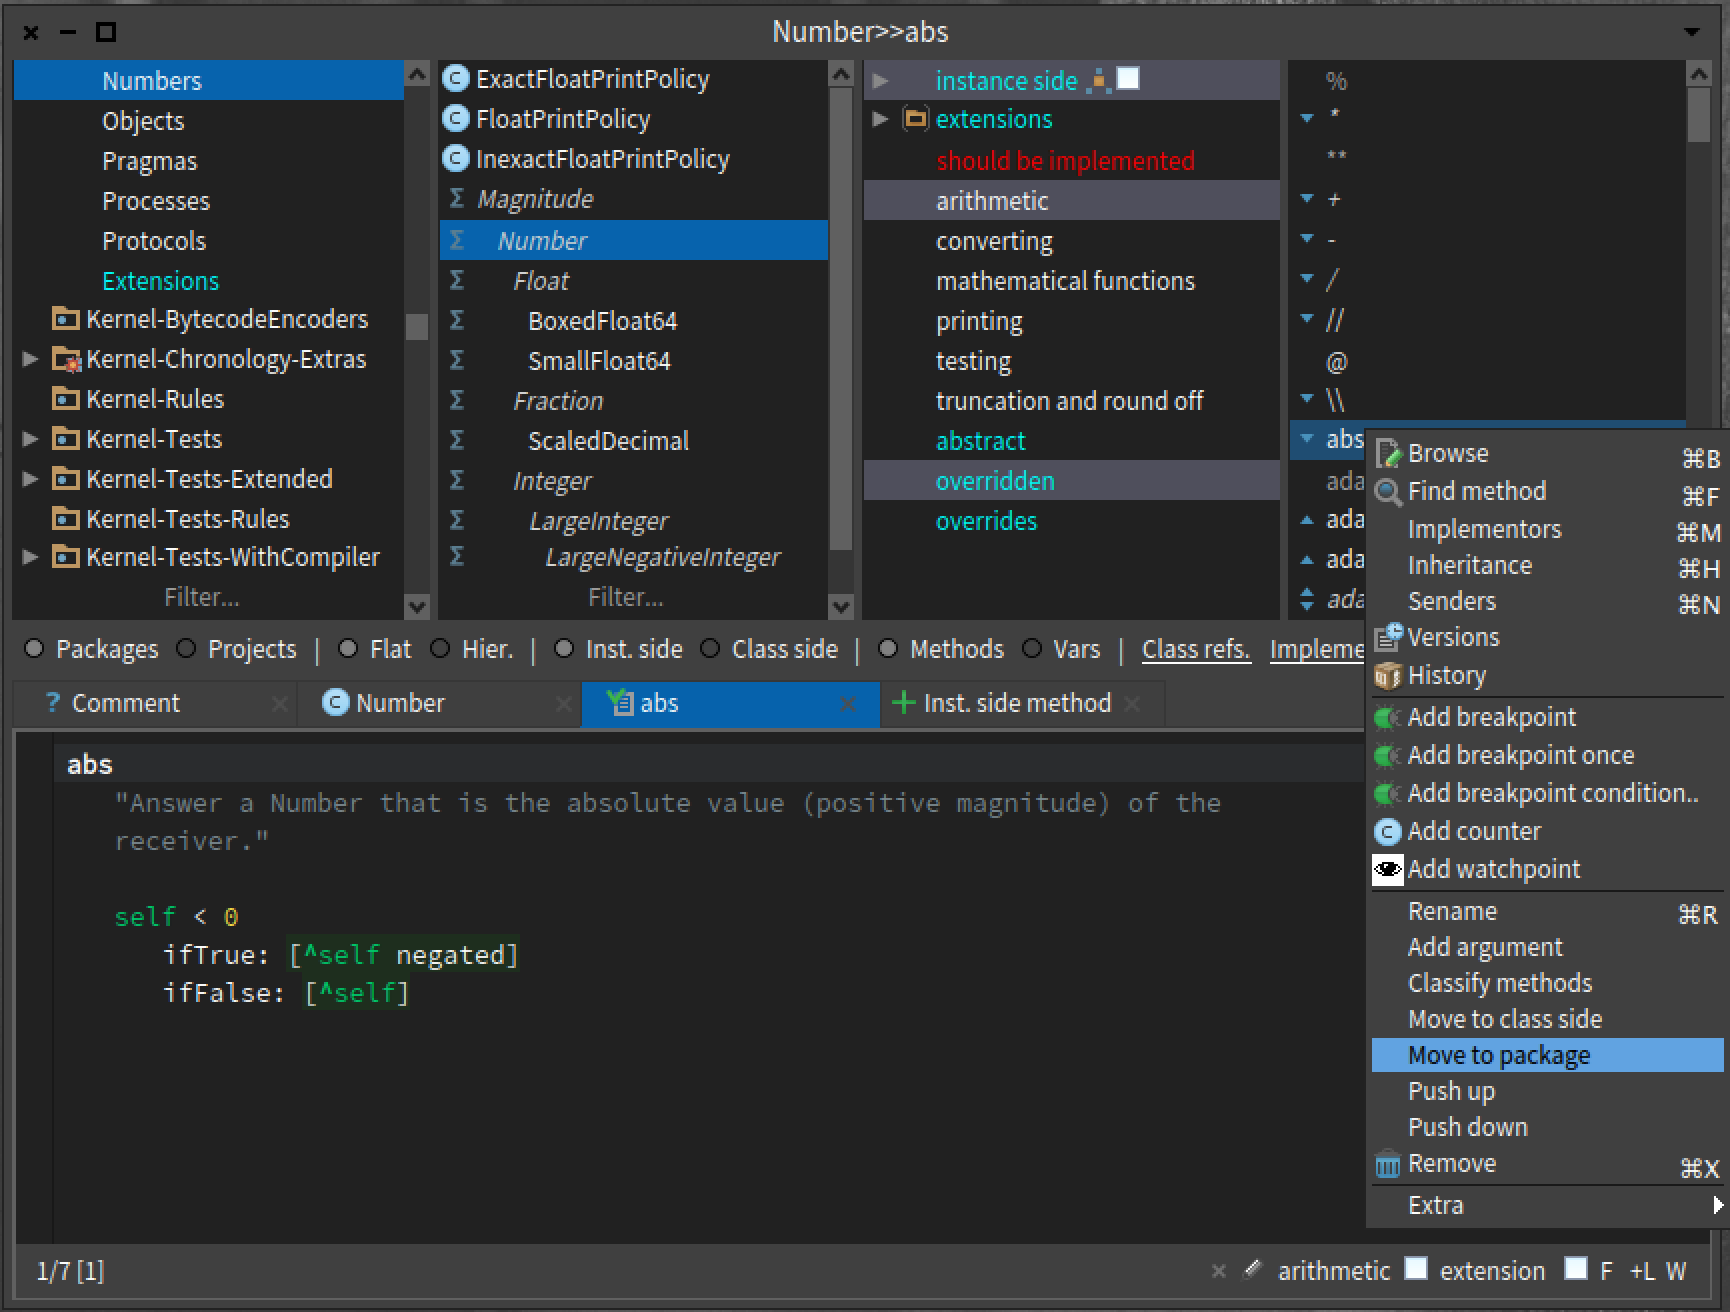 Number>>abs
Numbers
Objects
Pragmas
Processes
Protocols
Extensions
Kernel-BytecodeEncoders
Kernel-Chronology-Extras
Kernel-Rules
Kernel-Tests
Kernel-Tests-Extended
Kernel-Tests-Rules
Kernel-Tests-WithCompiler
Filter...
ExactFloatPrintPolicy
FloatPrintPolicy
InexactFloatPrintPolicy
Magnitude
Number
Float
BoxedFloat64
SmallFloat64
Fraction
ScaledDecimal
Integer
LargeInteger
LargeNegativeInteger
Filter...
instance side
extensions
should be implemented
arithmetic
converting
mathematical functions
printing
testing
truncation and round off
abstract
overridden
overrides
%
*
**
+
-
/
//
@
\\
abs
ada
ada
ada
ada
Browse ⌘B
Find method ⌘F
Implementors ⌘M
Inheritance ⌘H
Senders ⌘N
Versions
History
Add breakpoint
Add breakpoint once
Add breakpoint condition..
Add counter
Add watchpoint
Rename ⌘R
Add argument
Classify methods
Move to class side
Move to package
Push up
Push down
Remove ⌘X
Extra
Packages Projects | Flat Hier. | Inst. side Class side | Methods Vars | Class refs. Impleme
? Comment Number abs Inst. side method
abs
"Answer a Number that is the absolute value (positive magnitude) of the
receiver."
self < 0
ifTrue: [^self negated]
ifFalse: [^self]
1/7 [1] arithmetic extension F +L W